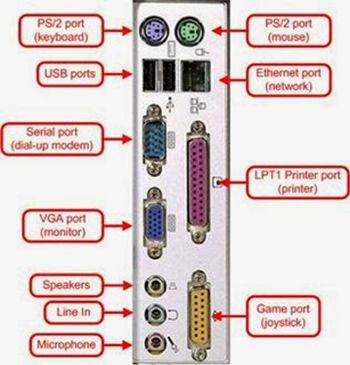 PS/2 port
(keyboard)
PS/2 port
(mouse)
USB ports
Ethernet port
(network)
Serial port
(dial-up modem)
LPT1 Printer port
(printer)
VGA port
(monitor)
Speakers
Line In
Game port
(joystick)
Microphone